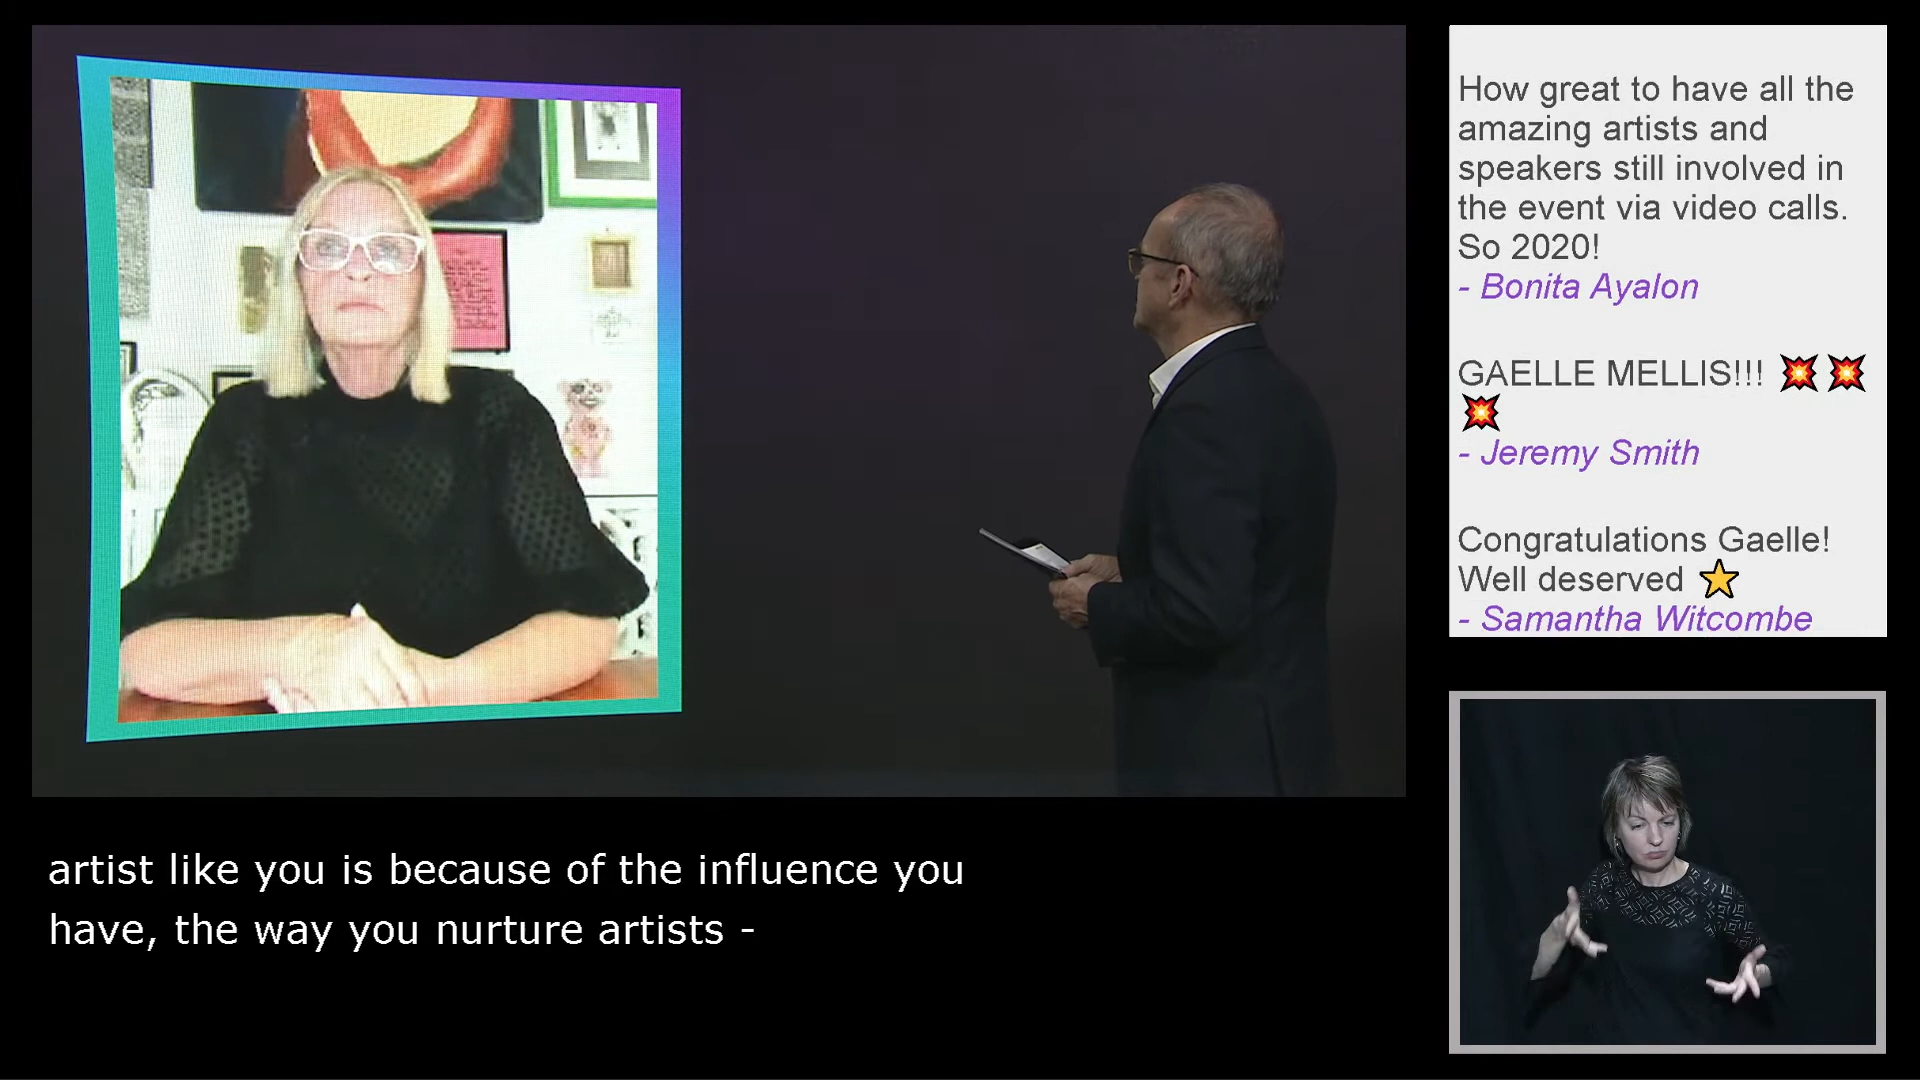 How great to have all the
amazing artists and
speakers still involved in
the event via video calls.
So 2020!
- Bonita Ayalon
GAELLE MELLIS!!! 💥💥
💥
- Jeremy Smith
Congratulations Gaelle!
Well deserved ⭐
- Samantha Witcombe
artist like you is because of the influence you
have, the way you nurture artists -